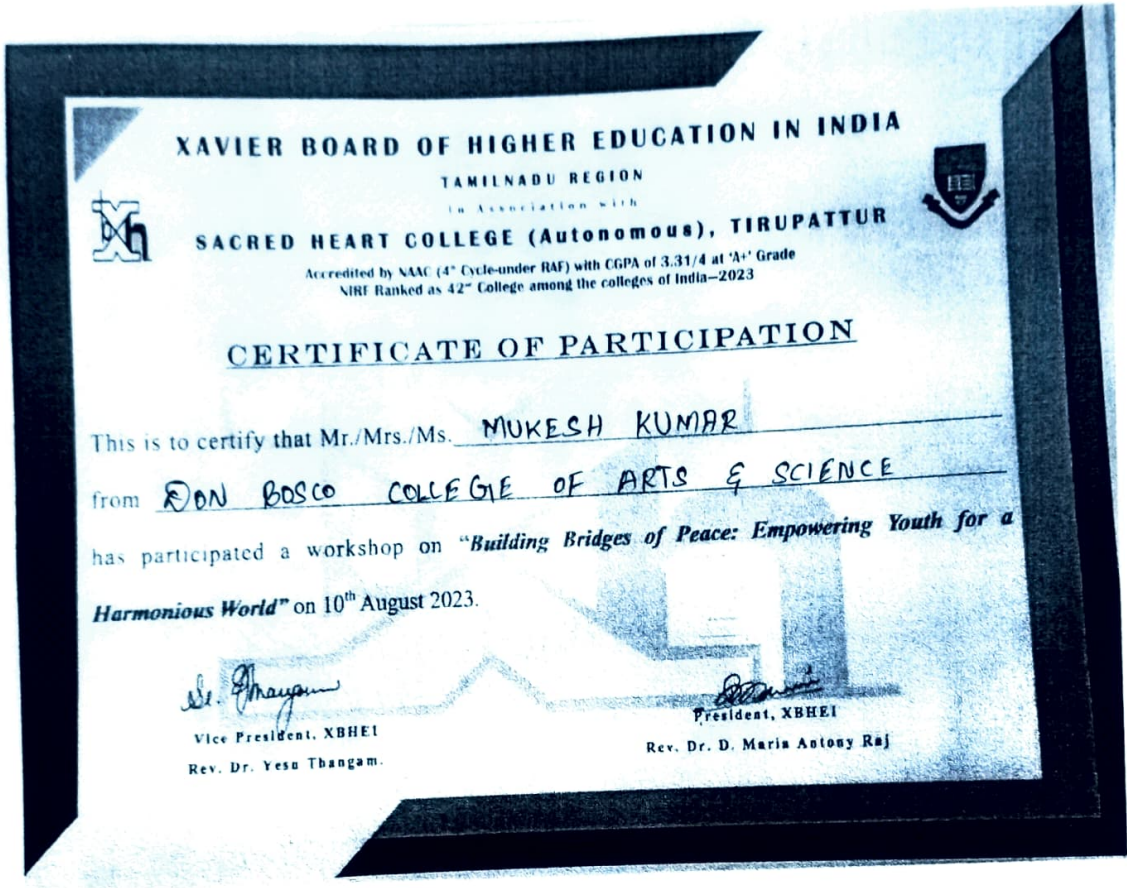 XAVIER BOARD OF HIGHER EDUCATION IN INDIA
TAMILNADU REGION
in Association with
SACRED HEART COLLEGE (Autonomous), TIRUPATTUR
Accredited by NAAC (4th Cycle-under RAF) with CGPA of 3.31/4 at 'A+' Grade
NIRF Ranked as 42nd College among the colleges of India—2023
CERTIFICATE OF PARTICIPATION
This is to certify that Mr./Mrs./Ms. MUKESH KUMAR
from DON BOSCO COLLEGE OF ARTS & SCIENCE
has participated a workshop on "Building Bridges of Peace: Empowering Youth for a
Harmonious World" on 10th August 2023.
Vice President, XBHEI
Rev. Dr. Yesu Thangam.
President, XBHEI
Rev. Dr. D. Maria Antony Raj